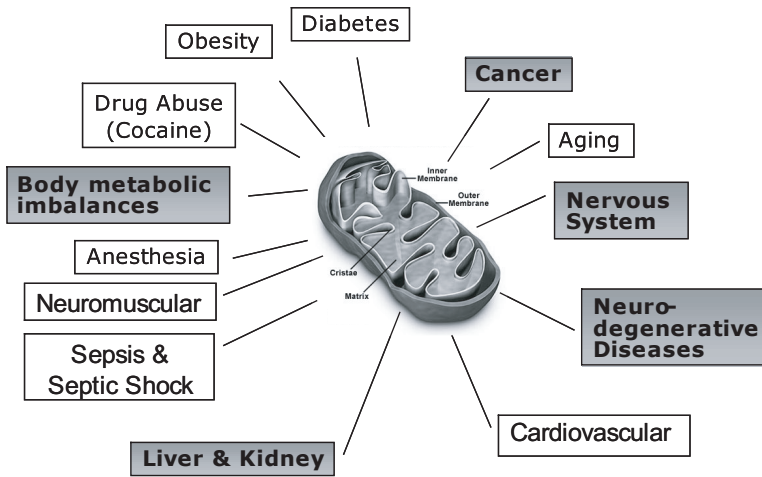 Diabetes
Obesity
Cancer
Drug Abuse
(Cocaine)
Aging
Inner
Membrane
Body metabolic
imbalances
Outer
Membrane
Nervous
System
Anesthesia
Cristae
Neuromuscular
Matrix
Neuro-
degenerative
Diseases
Sepsis &
Septic Shock
Cardiovascular
Liver & Kidney